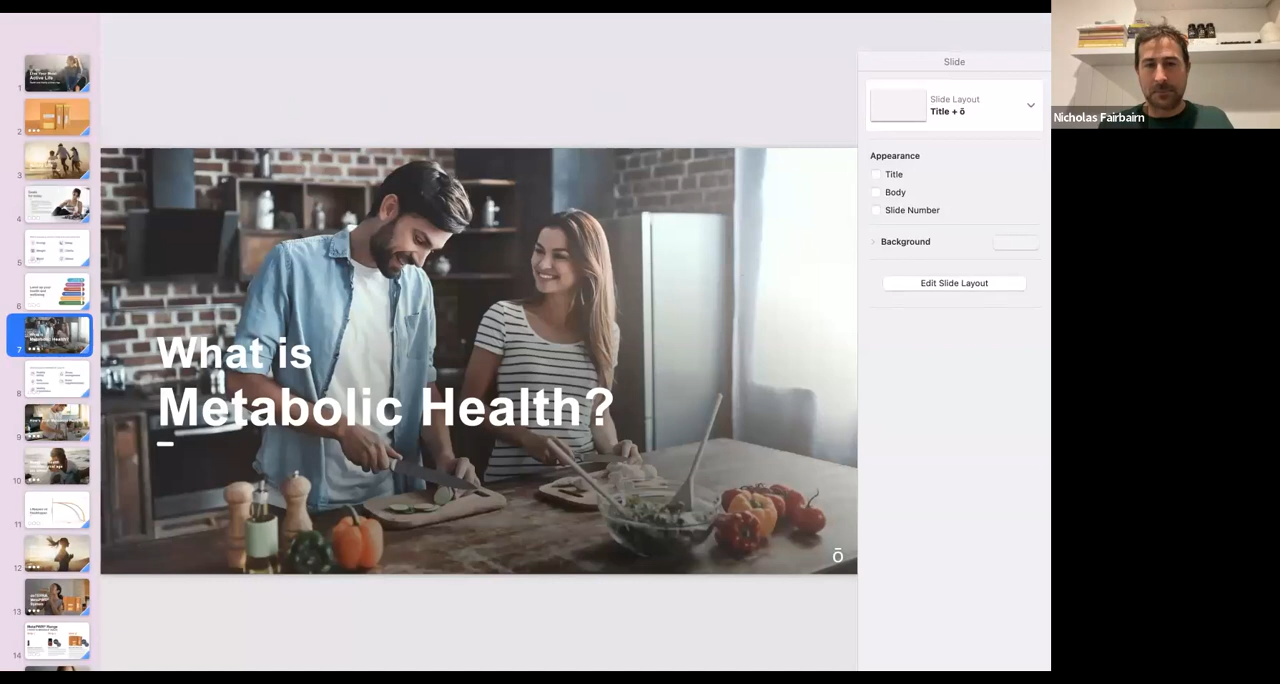 1
2
3
4
5
6
7
8
9
10
11
12
13
14
What is
Metabolic Health?
ō
Slide
Slide Layout
Title + ō
Appearance
Title
Body
Slide Number
Background
Edit Slide Layout
Nicholas Fairbairn